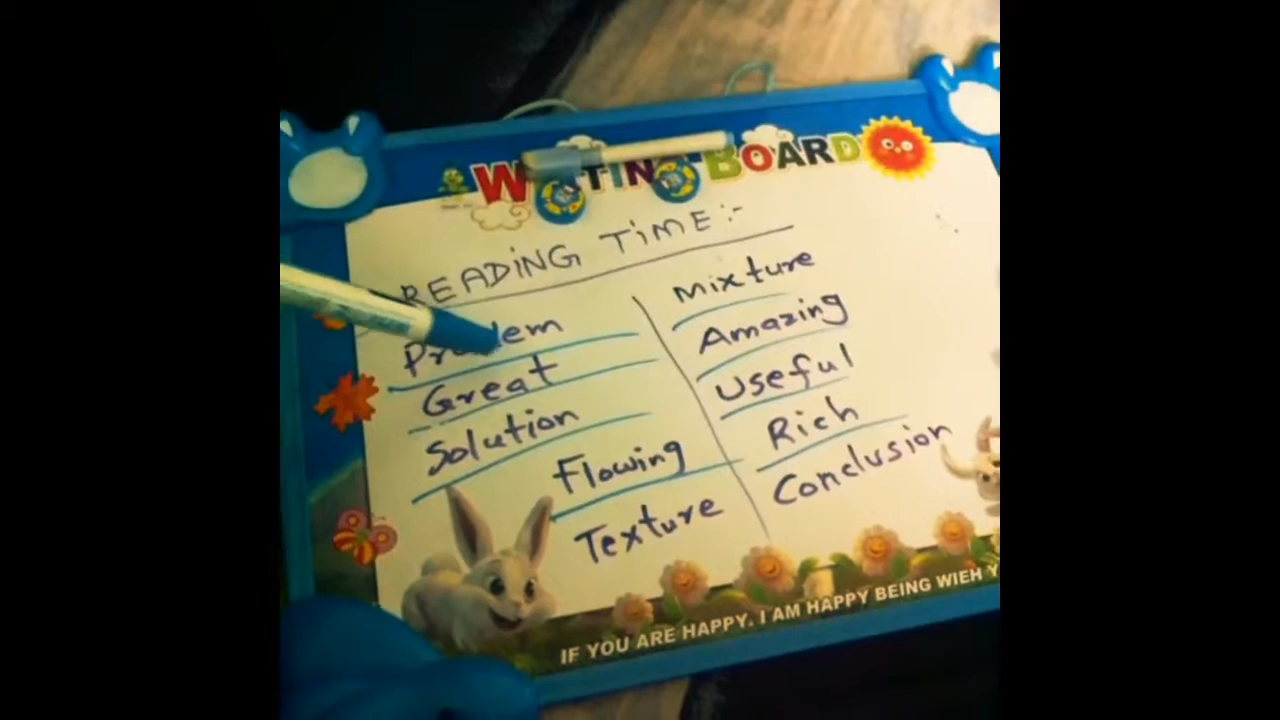 WRITING BOARD
READING TIME:-
Problem
Great
Solution
Flowing
Texture
Mixture
Amazing
Useful
Rich
Conclusion
IF YOU ARE HAPPY. I AM HAPPY BEING WIEH Y